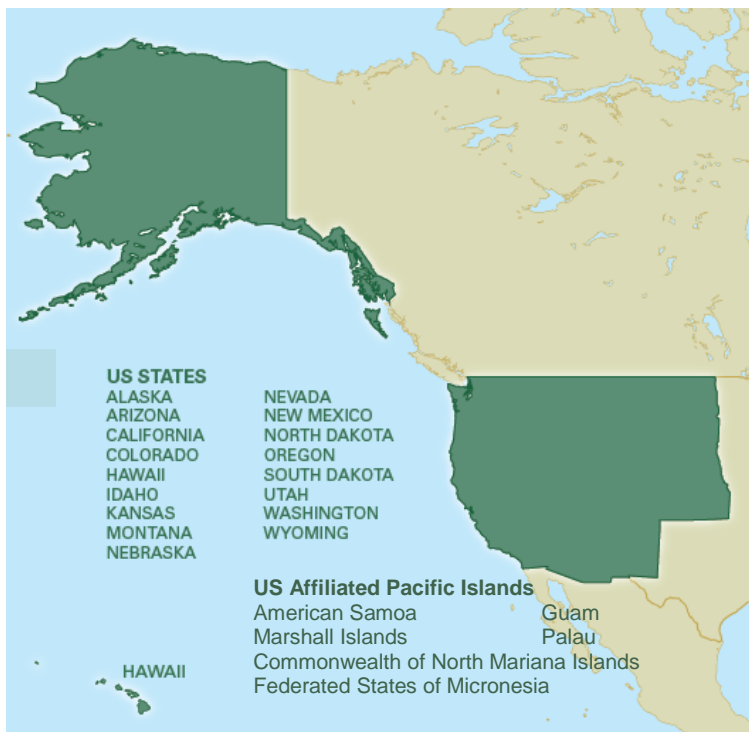 US STATES
ALASKA
ARIZONA
CALIFORNIA
COLORADO
HAWAII
IDAHO
KANSAS
MONTANA
NEBRASKA
NEVADA
NEW MEXICO
NORTH DAKOTA
OREGON
SOUTH DAKOTA
UTAH
WASHINGTON
WYOMING
US Affiliated Pacific Islands
American Samoa Guam
Marshall Islands Palau
Commonwealth of North Mariana Islands
Federated States of Micronesia
HAWAII